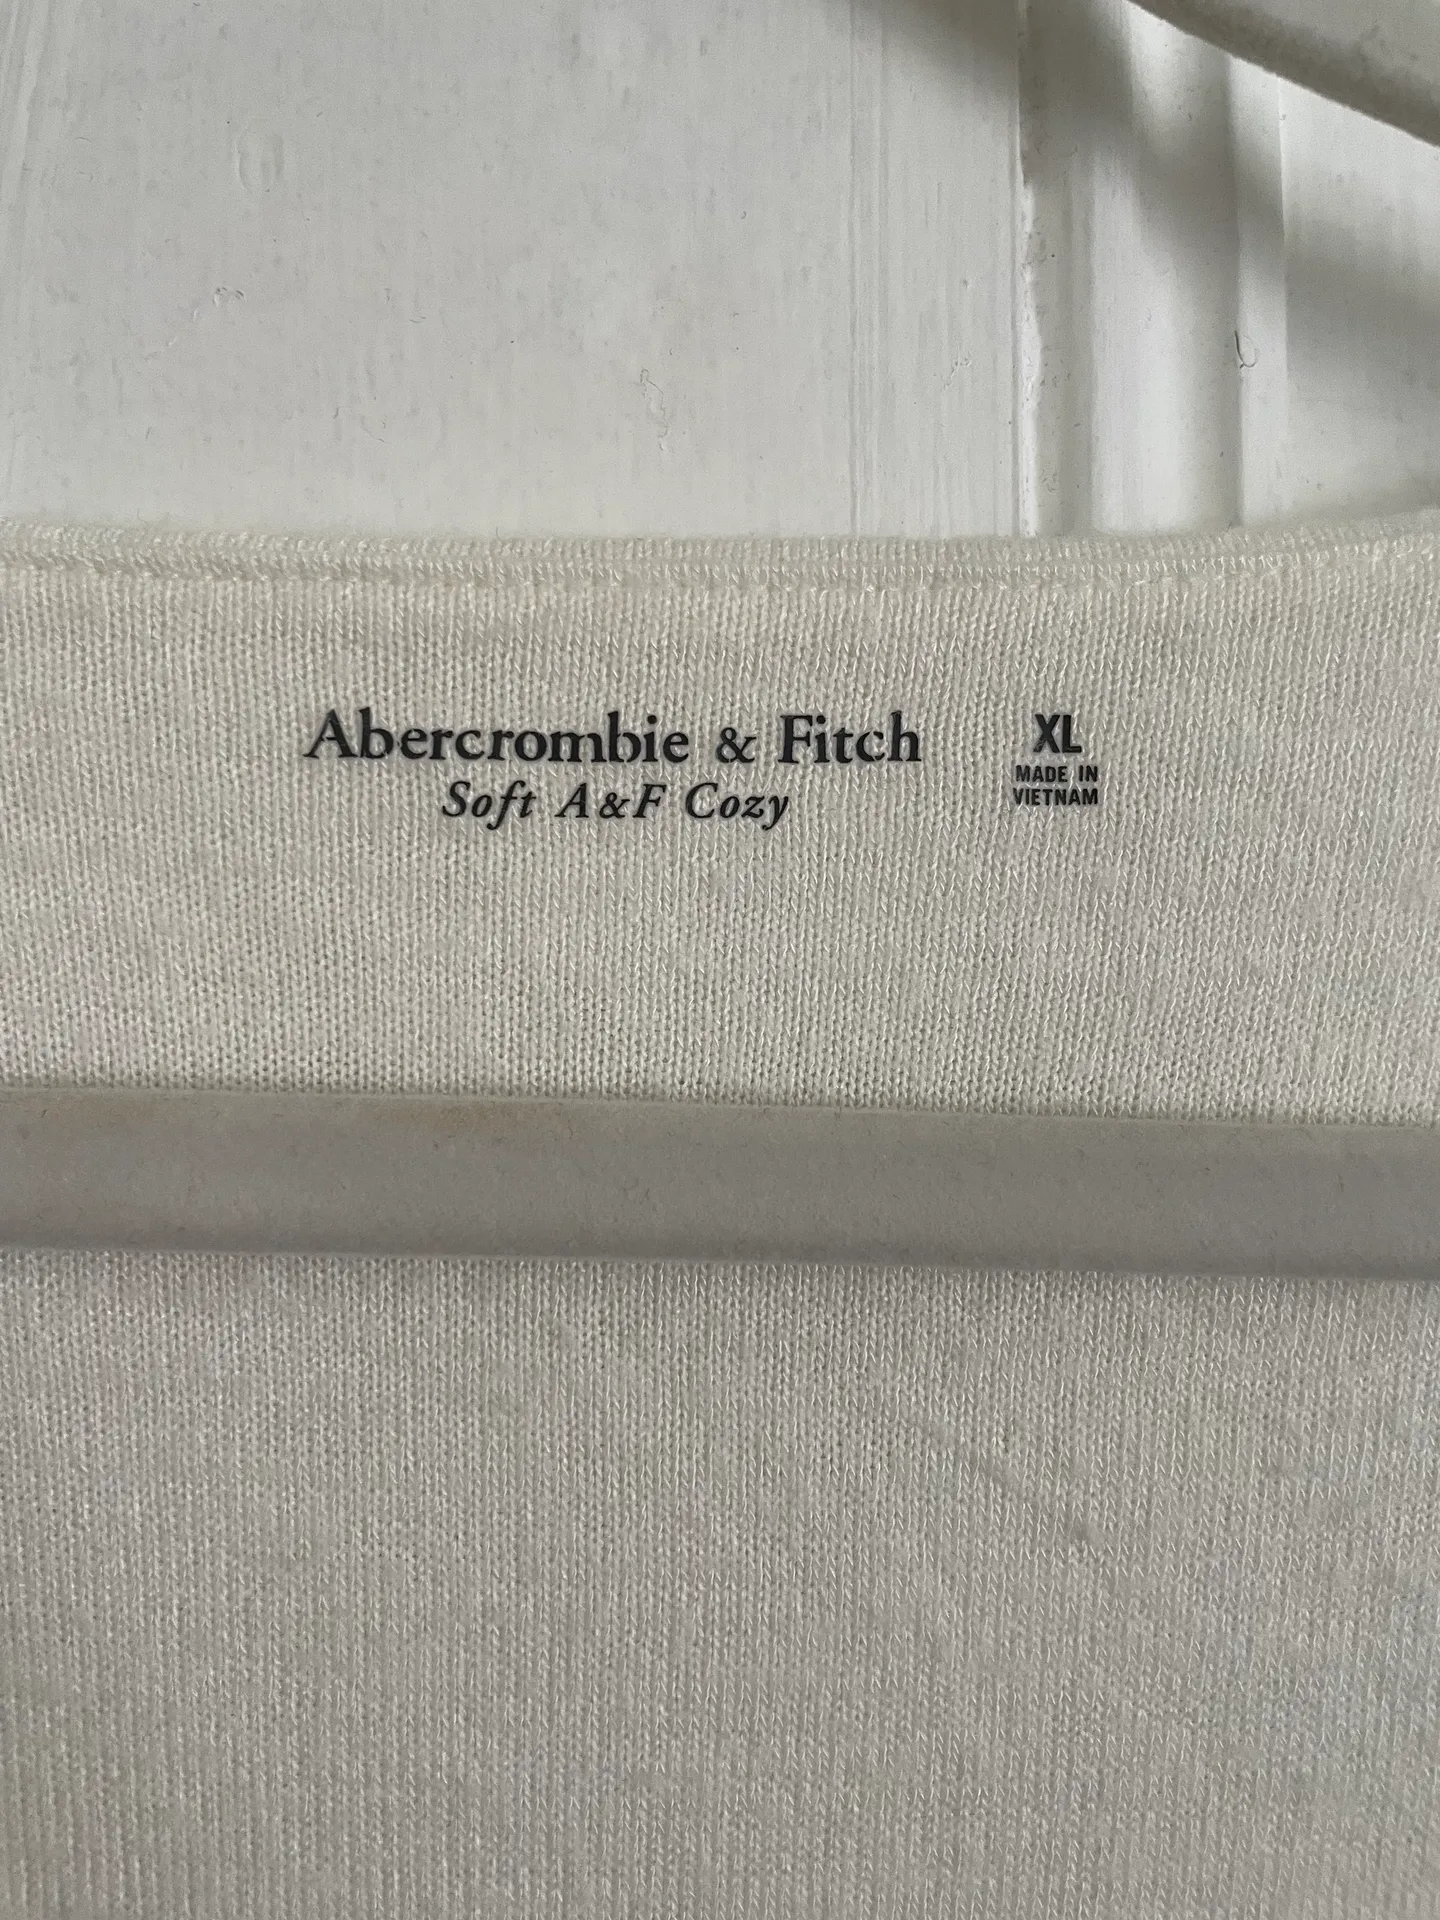 Abercrombie & Fitch
Soft A&F Cozy
XL
MADE IN
VIETNAM